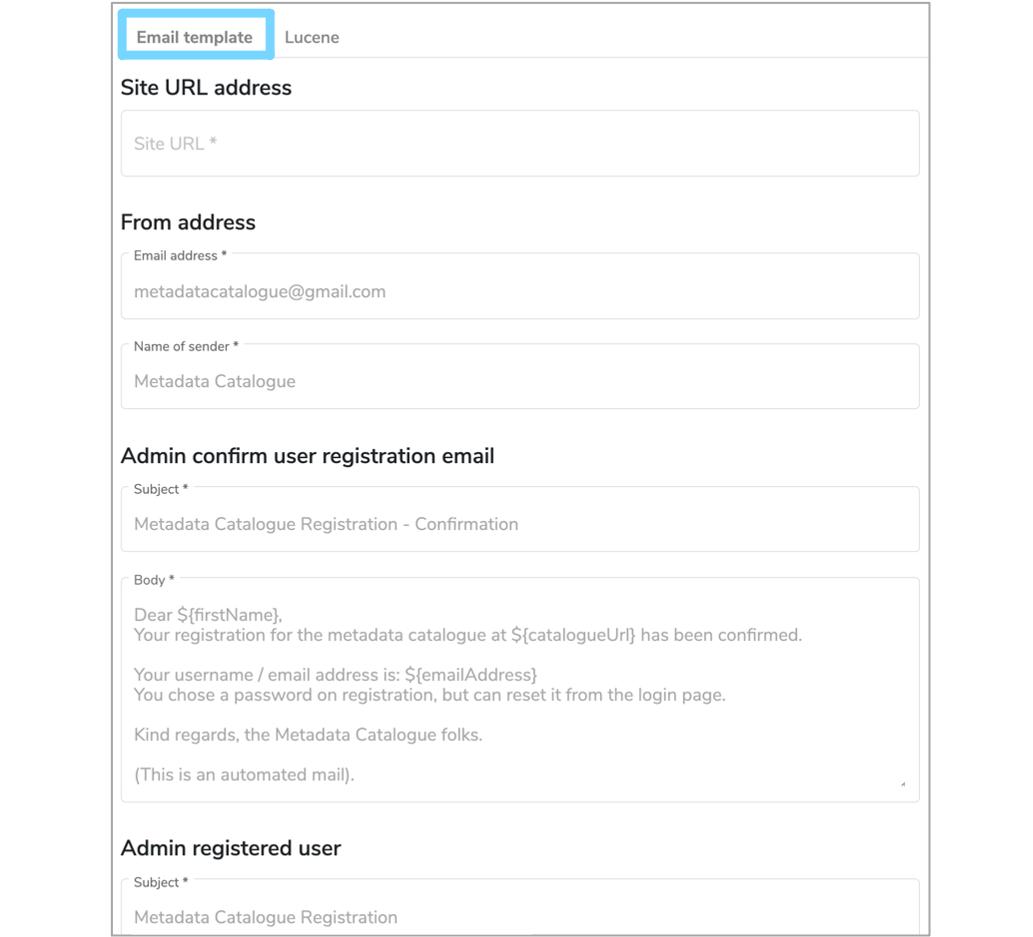 Email template Lucene
Site URL address
Site URL *
From address
Email address *
metadatacatalogue@gmail.com
Name of sender *
Metadata Catalogue
Admin confirm user registration email
Subject *
Metadata Catalogue Registration - Confirmation
Body *
Dear ${firstName},
Your registration for the metadata catalogue at ${catalogueUrl} has been confirmed.
Your username / email address is: ${emailAddress}
You chose a password on registration, but can reset it from the login page.
Kind regards, the Metadata Catalogue folks.
(This is an automated mail).
Admin registered user
Subject *
Metadata Catalogue Registration